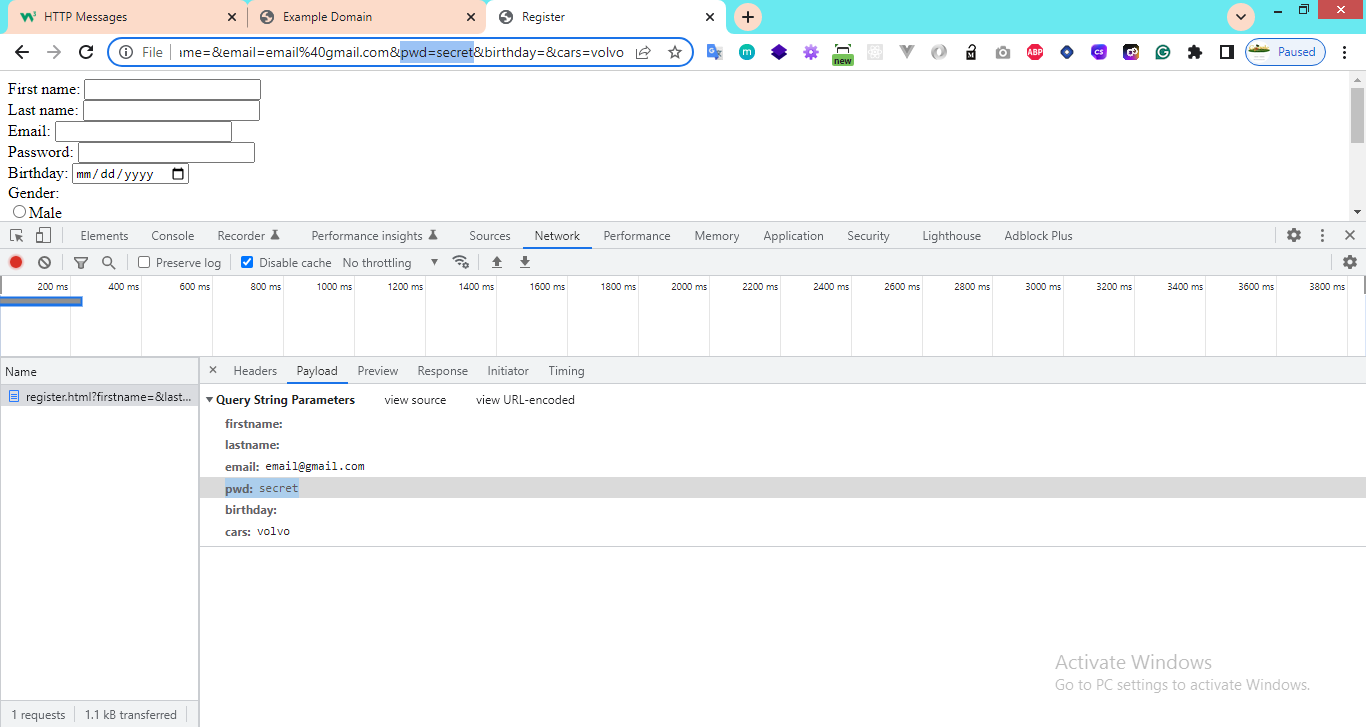 HTTP Messages Example Domain Register
File ame=&email=email%40gmail.com&pwd=secret&birthday=&cars=volvo new ABP CS Paused
First name:
Last name:
Email:
Password:
Birthday: mm/dd/yyyy
Gender:
Male
Elements Console Recorder Performance insights Sources Network Performance Memory Application Security Lighthouse Adblock Plus
Preserve log Disable cache No throttling
200 ms 400 ms 600 ms 800 ms 1000 ms 1200 ms 1400 ms 1600 ms 1800 ms 2000 ms 2200 ms 2400 ms 2600 ms 2800 ms 3000 ms 3200 ms 3400 ms 3600 ms 3800 ms
Name
register.html?firstname=&last...
Headers Payload Preview Response Initiator Timing
Query String Parameters view source view URL-encoded
firstname:
lastname:
email: email@gmail.com
pwd: secret
birthday:
cars: volvo
Activate Windows
Go to PC settings to activate Windows.
1 requests 1.1 kB transferred